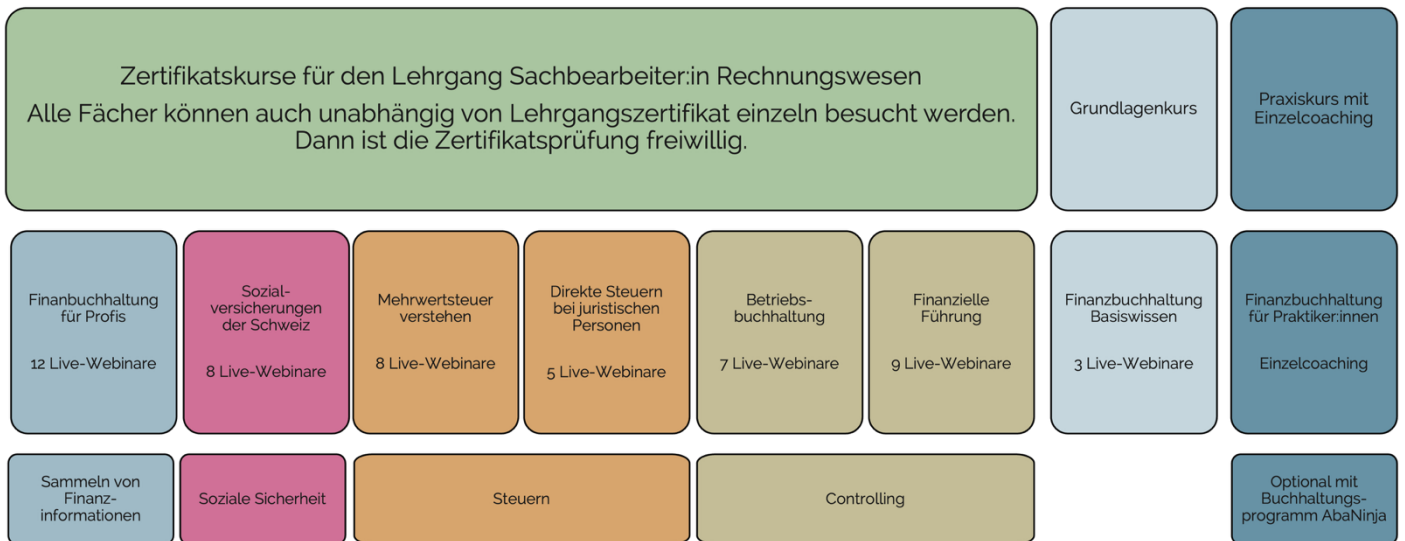 Zertifikatskurse für den Lehrgang Sachbearbeiter:in Rechnungswesen
Alle Fächer können auch unabhängig von Lehrgangszertifikat einzeln besucht werden.
Dann ist die Zertifikatsprüfung freiwillig.
Grundlagenkurs
Praxiskurs mit
Einzelcoaching
Finanbuchhaltung
für Profis
12 Live-Webinare
Sozial-
versicherungen
der Schweiz
8 Live-Webinare
Mehrwertsteuer
verstehen
8 Live-Webinare
Direkte Steuern
bei juristischen
Personen
5 Live-Webinare
Betriebs-
buchhaltung
7 Live-Webinare
Finanzielle
Führung
9 Live-Webinare
Finanzbuchhaltung
Basiswissen
3 Live-Webinare
Finanzbuchhaltung
für Praktiker:innen
Einzelcoaching
Sammeln von
Finanz-
informationen
Soziale Sicherheit
Steuern
Controlling
Optional mit
Buchhaltungs-
programm AbaNinja